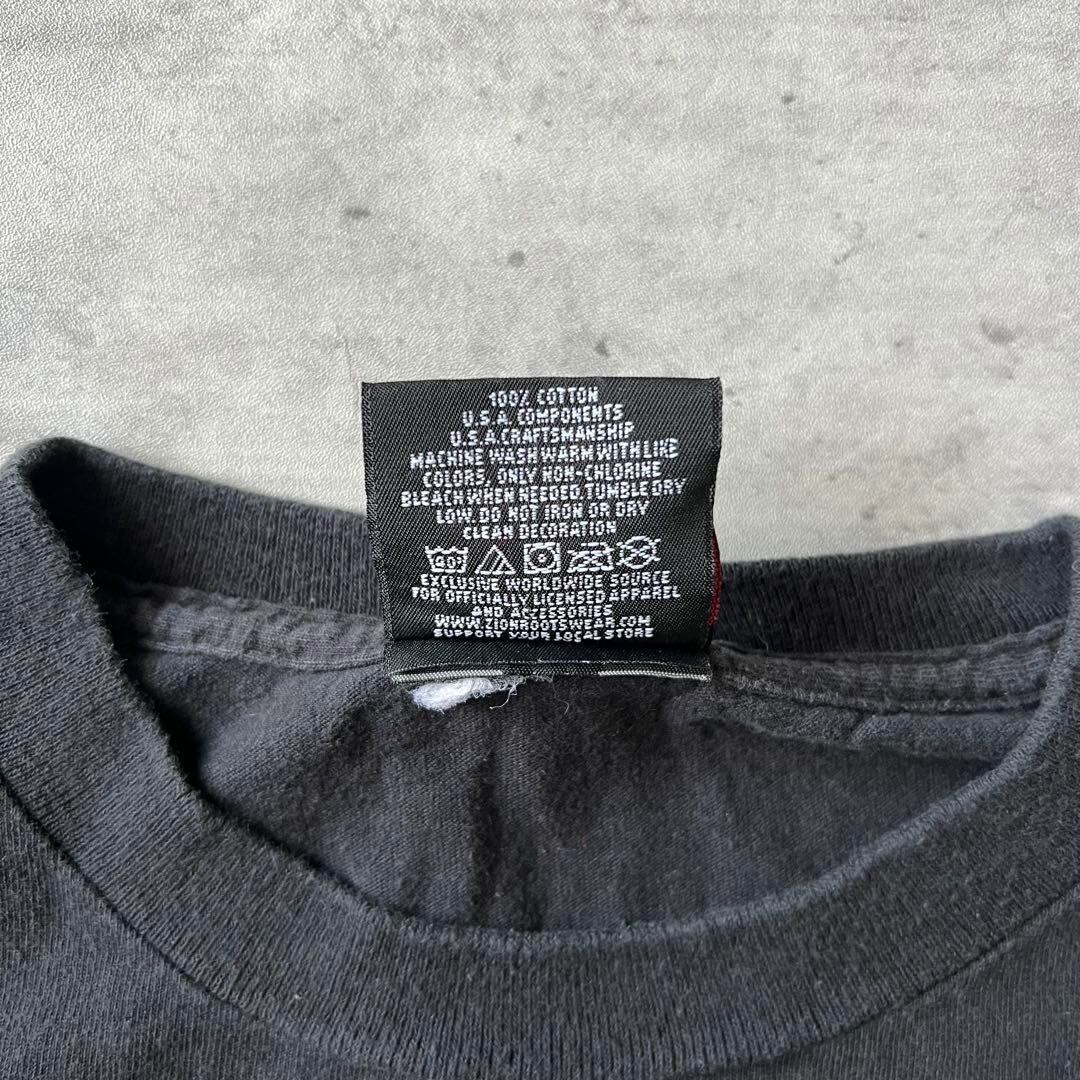 100% COTTON
U.S.A. COMPONENTS
U.S.A CRAFTSMANSHIP
MACHINE WASH WARM WITH LIKE
COLORS, ONLY NON-CHLORINE
BLEACH WHEN NEEDED, TUMBLE DRY
LOW, DO NOT IRON OR DRY
CLEAN DECORATION
EXCLUSIVE WORLDWIDE SOURCE
FOR OFFICIALLY LICENSED APPAREL
AND ACCESSORIES
WWW.ZIONROOTSWEAR.COM
SUPPORT YOUR LOCAL STORE